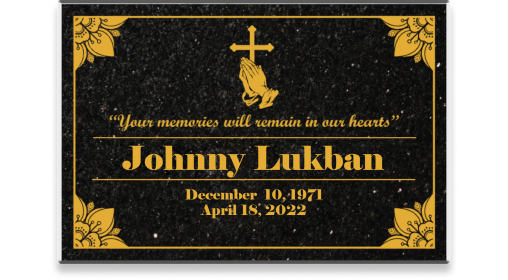 “Your memories will remain in our hearts”
Johnny Lukban
December 10, 1971
April 18, 2022